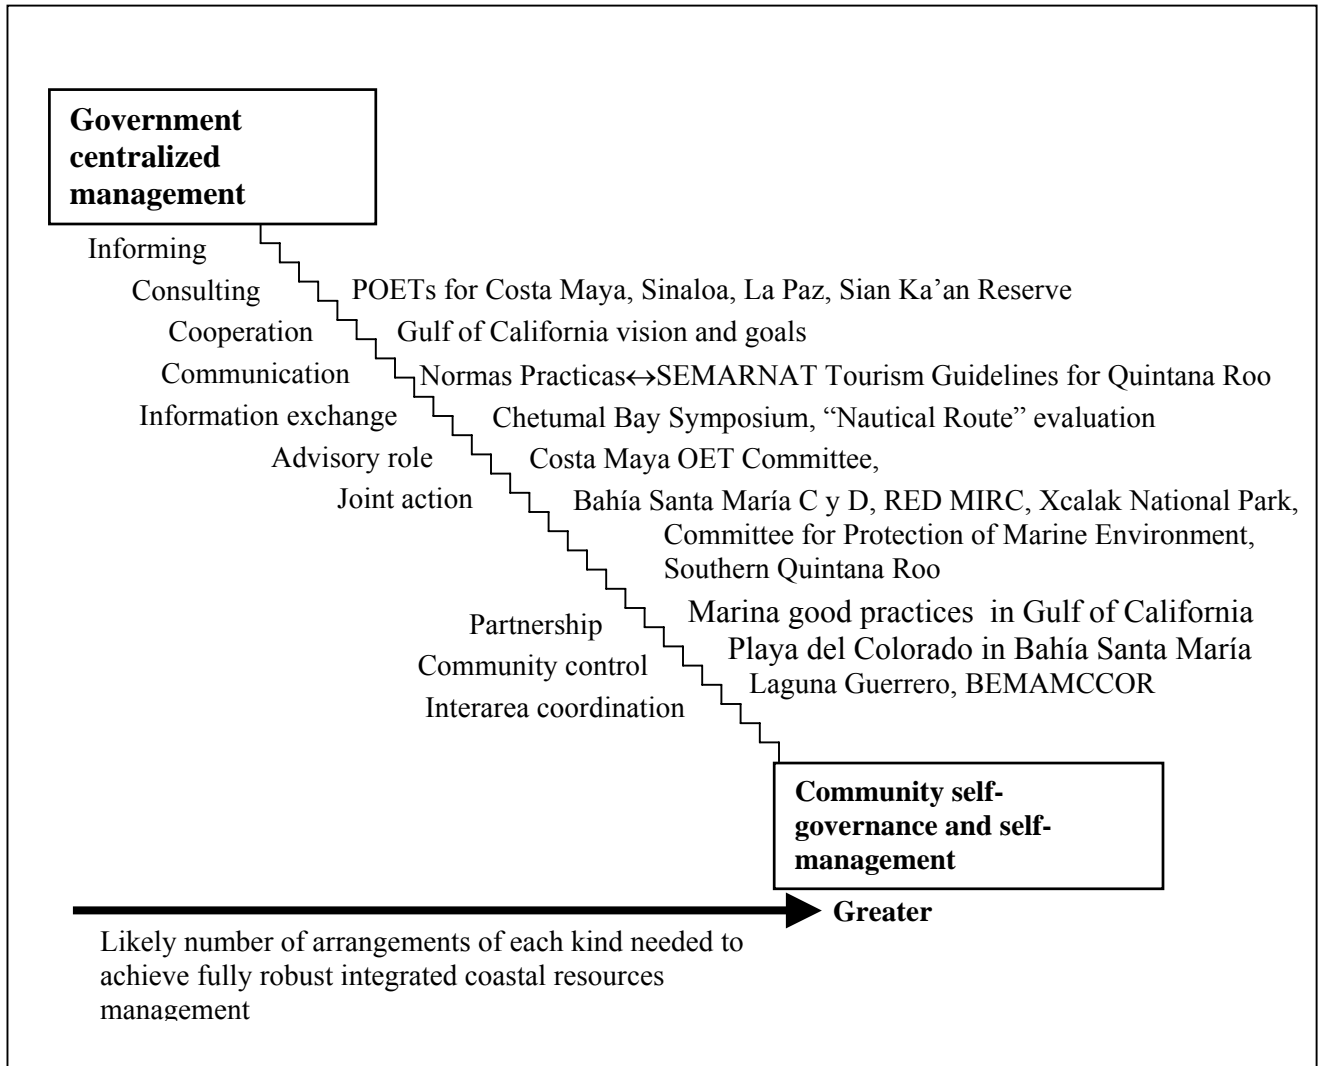 Government
centralized
management
Informing
Consulting
POETs for Costa Maya, Sinaloa, La Paz, Sian Ka’an Reserve
Cooperation
Gulf of California vision and goals
Communication
Normas Practicas↔SEMARNAT Tourism Guidelines for Quintana Roo
Information exchange
Chetumal Bay Symposium, “Nautical Route” evaluation
Advisory role
Costa Maya OET Committee,
Joint action
Bahía Santa María C y D, RED MIRC, Xcalak National Park,
Committee for Protection of Marine Environment,
Southern Quintana Roo
Partnership
Marina good practices in Gulf of California
Community control
Playa del Colorado in Bahía Santa María
Interarea coordination
Laguna Guerrero, BEMAMCCOR
Community self-
governance and self-
management
Greater
Likely number of arrangements of each kind needed to
achieve fully robust integrated coastal resources
management